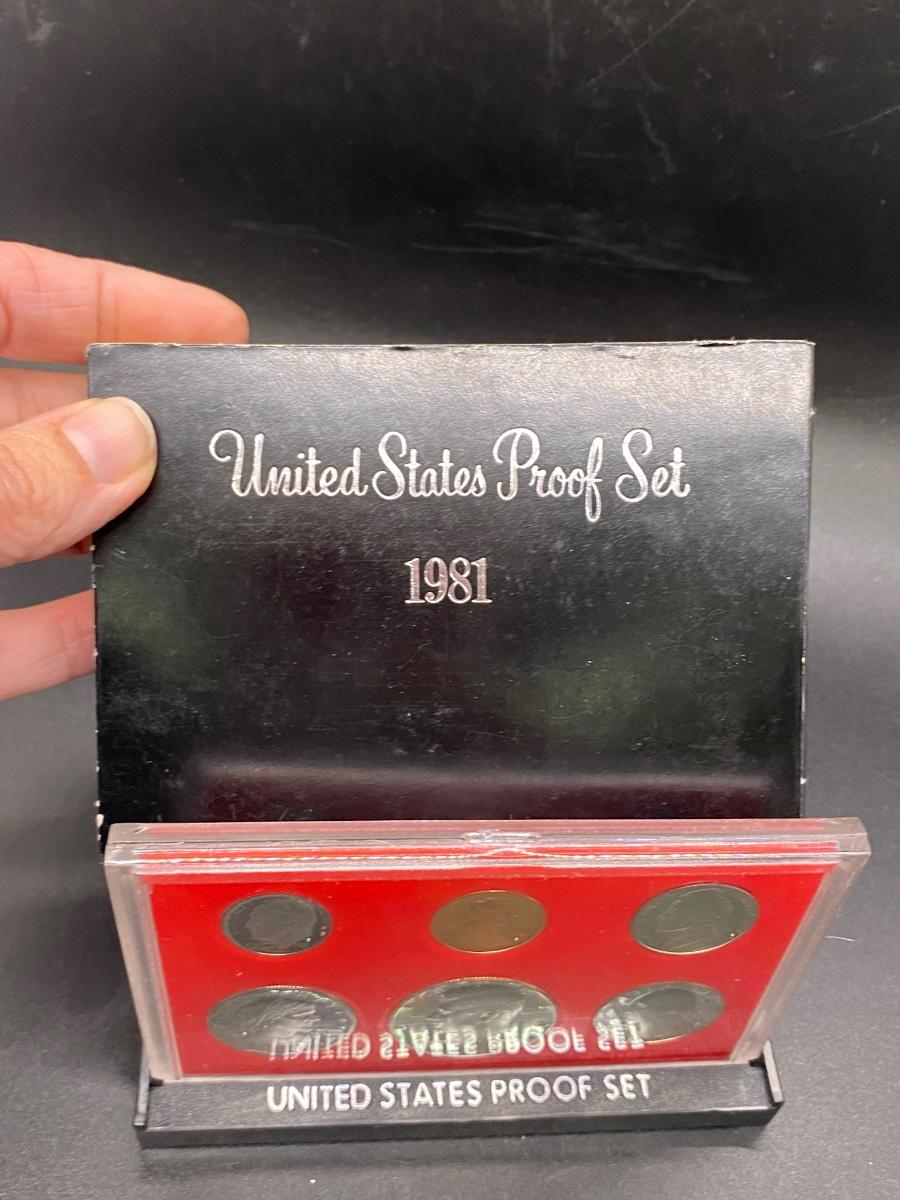 United States Proof Set
1981
UNITED STATES PROOF SET
UNITED STATES PROOF SET